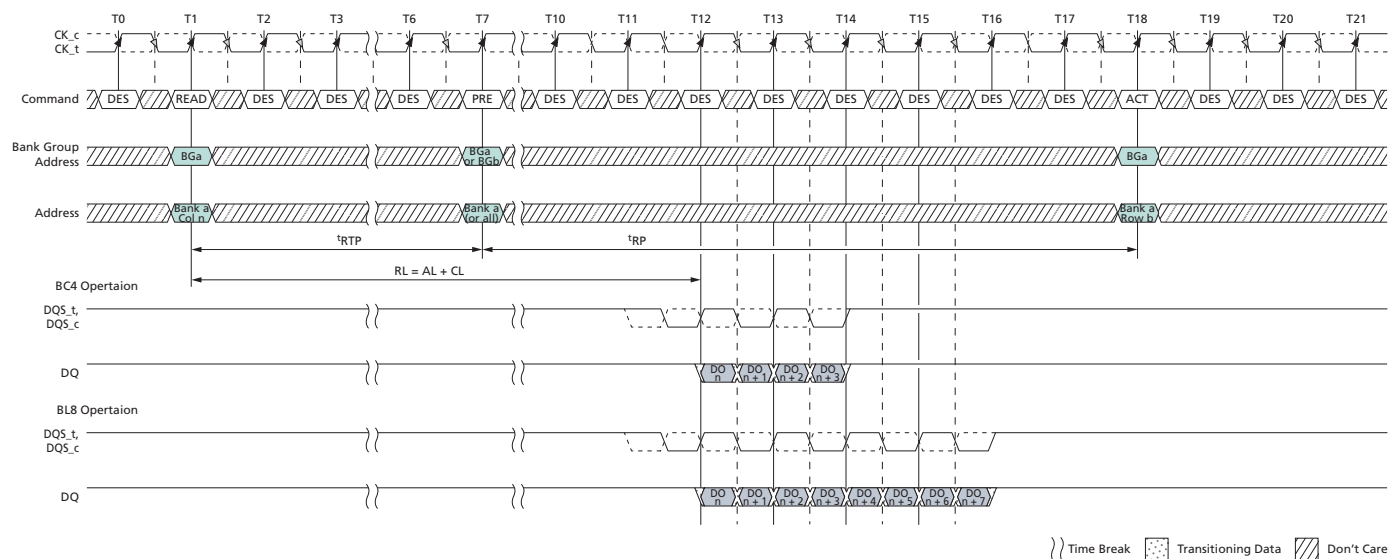 T0 T1 T2 T3 T6 T7 T10 T11 T12 T13 T14 T15 T16 T17 T18 T19 T20 T21
CK_c
CK_t
Command DES READ DES DES DES PRE DES DES DES DES DES DES DES DES ACT DES DES DES
Bank Group
Address
BGa
BGa
or BGb
BGa
Address
Bank a
Col n
Bank a
(or all)
Bank a
Row b
tRTP tRP
RL = AL + CL
BC4 Opertaion
DQS_t,
DQS_c
DQ
DO
n
DO
n + 1
DO
n + 2
DO
n + 3
BL8 Opertaion
DQS_t,
DQS_c
DQ
DO
n
DO
n + 1
DO
n + 2
DO
n + 3
DO
n + 4
DO
n + 5
DO
n + 6
DO
n + 7
Time Break Transitioning Data Don't Care